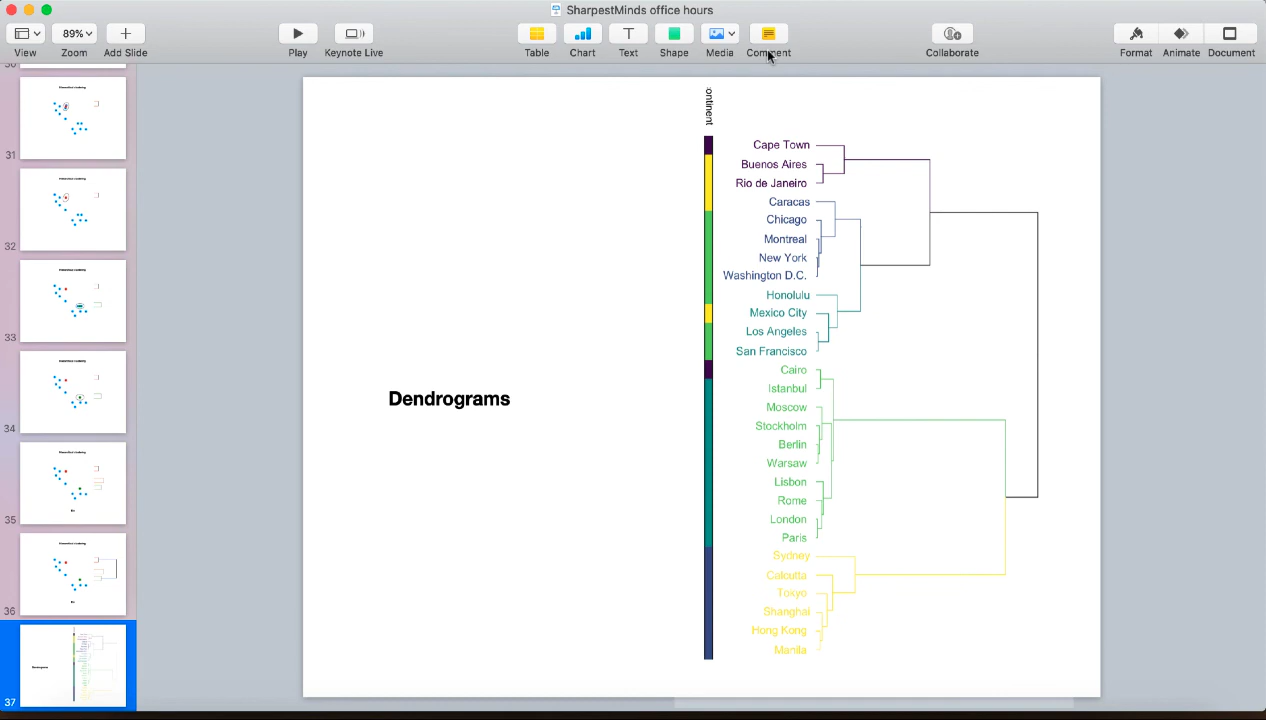 SharpestMinds office hours
View
89%
Zoom
Add Slide
Play
Keynote Live
Table
Chart
Text
Shape
Media
Comment
Collaborate
Format
Animate
Document
30
31
32
33
34
35
36
37
Dendrograms
ontinent
Cape Town
Buenos Aires
Rio de Janeiro
Caracas
Chicago
Montreal
New York
Washington D.C.
Honolulu
Mexico City
Los Angeles
San Francisco
Cairo
Istanbul
Moscow
Stockholm
Berlin
Warsaw
Lisbon
Rome
London
Paris
Sydney
Calcutta
Tokyo
Shanghai
Hong Kong
Manila
Dendrograms